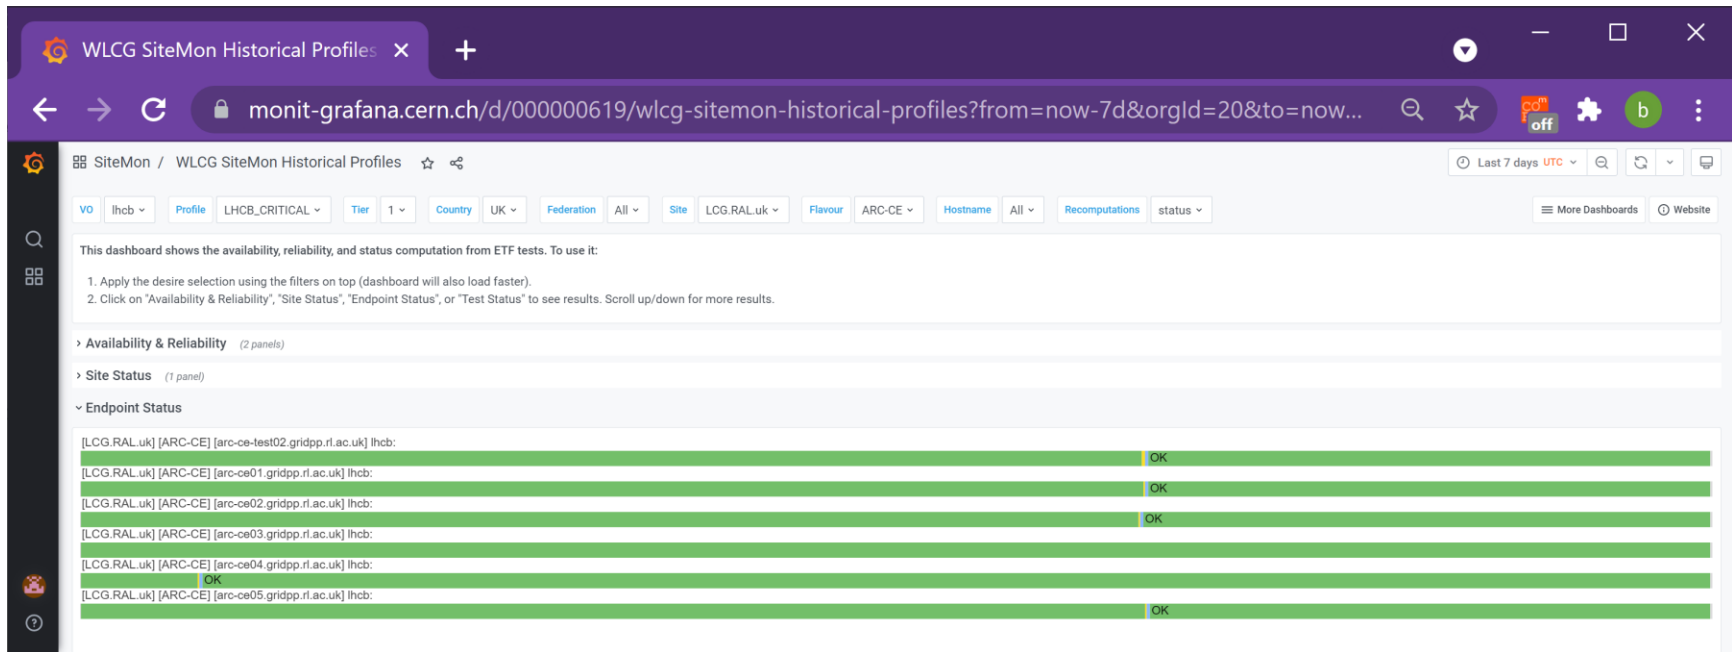 WLCG SiteMon Historical Profiles
monit-grafana.cern.ch/d/000000619/wlcg-sitemon-historical-profiles?from=now-7d&orgId=20&to=now...
off
b
SiteMon / WLCG SiteMon Historical Profiles
Last 7 days UTC
VO lhcb Profile LHCB_CRITICAL Tier 1 Country UK Federation All Site LCG.RAL.uk Flavour ARC-CE Hostname All Recomputations status More Dashboards Website
This dashboard shows the availability, reliability, and status computation from ETF tests. To use it:
1. Apply the desire selection using the filters on top (dashboard will also load faster).
2. Click on "Availability & Reliability", "Site Status", "Endpoint Status", or "Test Status" to see results. Scroll up/down for more results.
Availability & Reliability (2 panels)
Site Status (1 panel)
Endpoint Status
[LCG.RAL.uk] [ARC-CE] [arc-ce-test02.gridpp.rl.ac.uk] lhcb:
OK
[LCG.RAL.uk] [ARC-CE] [arc-ce01.gridpp.rl.ac.uk] lhcb:
OK
[LCG.RAL.uk] [ARC-CE] [arc-ce02.gridpp.rl.ac.uk] lhcb:
OK
[LCG.RAL.uk] [ARC-CE] [arc-ce03.gridpp.rl.ac.uk] lhcb:
[LCG.RAL.uk] [ARC-CE] [arc-ce04.gridpp.rl.ac.uk] lhcb:
OK
[LCG.RAL.uk] [ARC-CE] [arc-ce05.gridpp.rl.ac.uk] lhcb:
OK